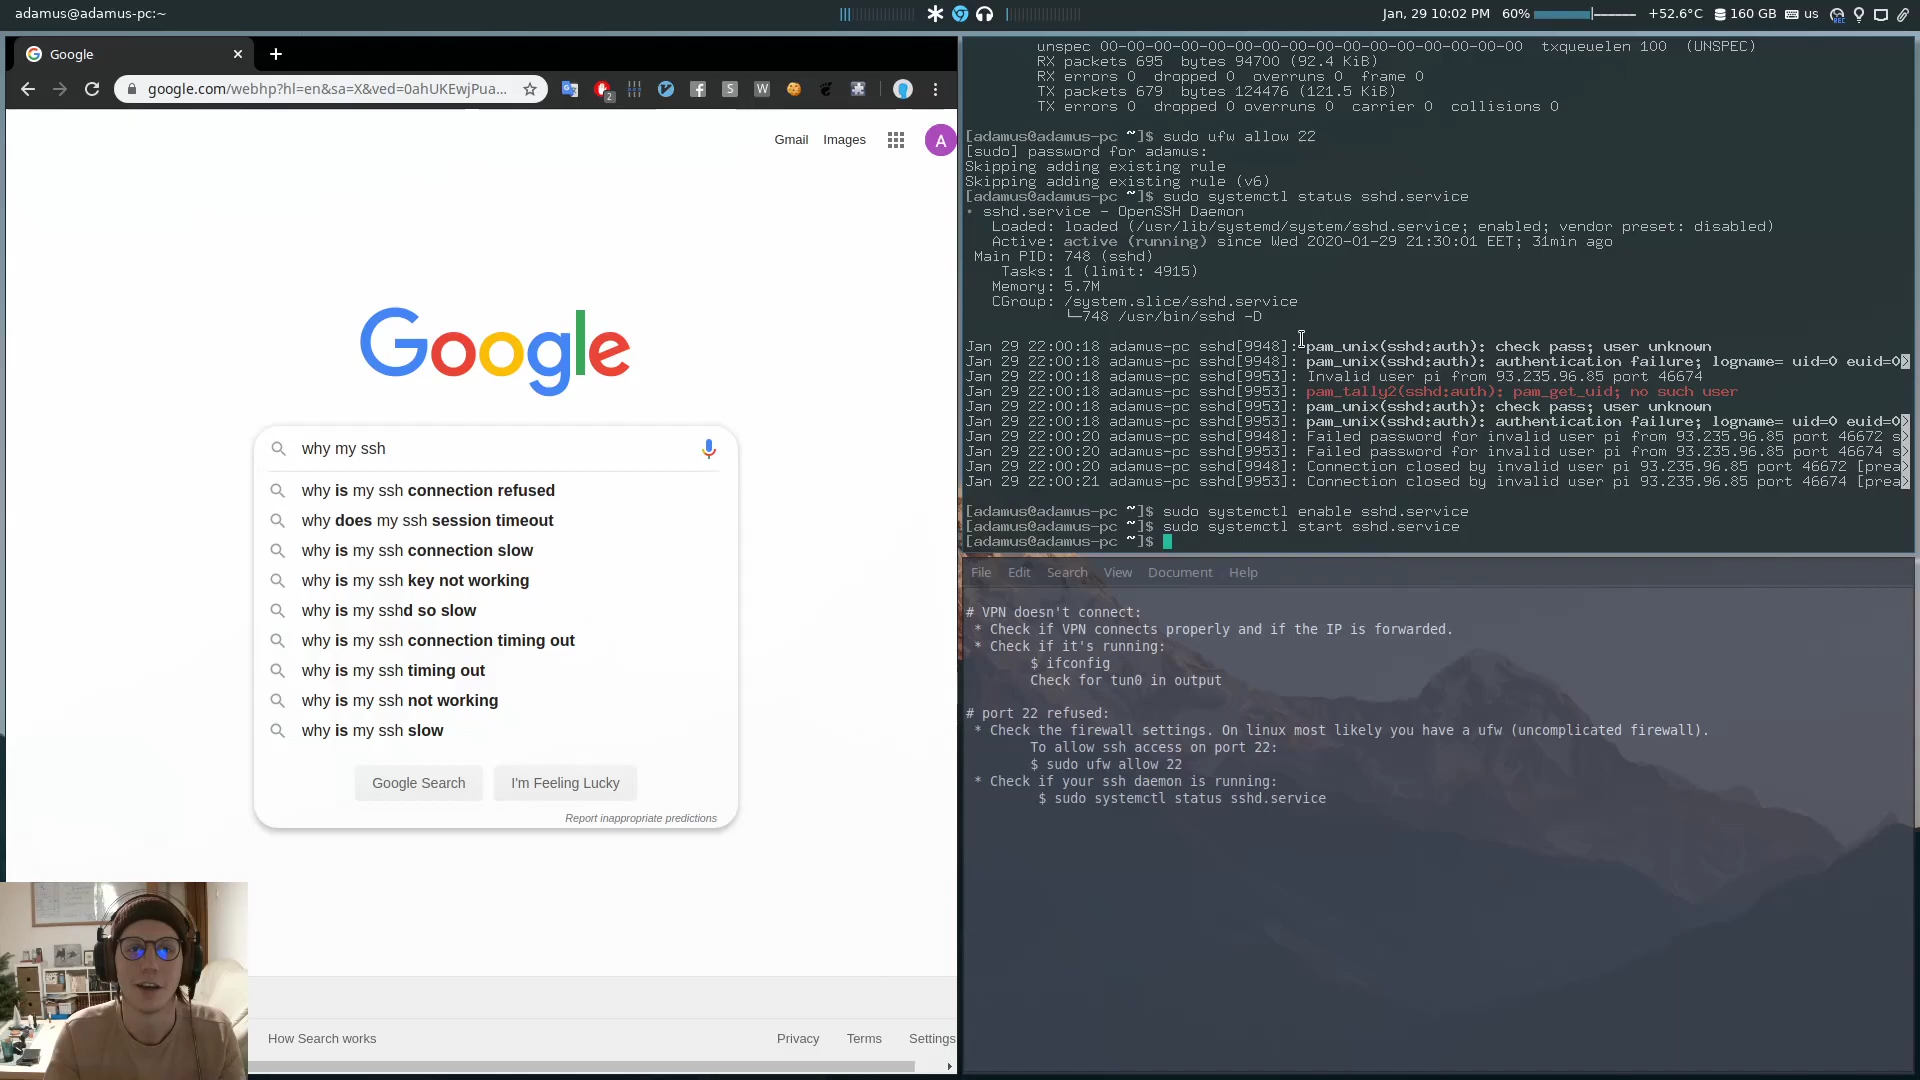 adamus@adamus-pc:~
Jan, 29 10:02 PM 60% +52.6°C 160 GB us
Google
google.com/webhp?hl=en&sa=X&ved=0ahUKEwjPua...
2
Gmail Images
A
Google
why my ssh
why is my ssh connection refused
why does my ssh session timeout
why is my ssh connection slow
why is my ssh key not working
why is my sshd so slow
why is my ssh connection timing out
why is my ssh timing out
why is my ssh not working
why is my ssh slow
Google Search I'm Feeling Lucky
Report inappropriate predictions
How Search works Privacy Terms Settings
unspec 00-00-00-00-00-00-00-00-00-00-00-00-00-00-00-00 txqueuelen 100 (UNSPEC)
RX packets 695 bytes 94700 (92.4 KiB)
RX errors 0 dropped 0 overruns 0 frame 0
TX packets 679 bytes 124476 (121.5 KiB)
TX errors 0 dropped 0 overruns 0 carrier 0 collisions 0
[adamus@adamus-pc ~]$ sudo ufw allow 22
[sudo] password for adamus:
Skipping adding existing rule
Skipping adding existing rule (v6)
[adamus@adamus-pc ~]$ sudo systemctl status sshd.service
• sshd.service - OpenSSH Daemon
Loaded: loaded (/usr/lib/systemd/system/sshd.service; enabled; vendor preset: disabled)
Active: active (running) since Wed 2020-01-29 21:30:01 EET; 31min ago
Main PID: 748 (sshd)
Tasks: 1 (limit: 4915)
Memory: 5.7M
CGroup: /system.slice/sshd.service
└─748 /usr/bin/sshd -D
Jan 29 22:00:18 adamus-pc sshd[9948]: pam_unix(sshd:auth): check pass; user unknown
Jan 29 22:00:18 adamus-pc sshd[9948]: pam_unix(sshd:auth): authentication failure; logname= uid=0 euid=0>
Jan 29 22:00:18 adamus-pc sshd[9953]: Invalid user pi from 93.235.96.85 port 46674
Jan 29 22:00:18 adamus-pc sshd[9953]: pam_tally2(sshd:auth): pam_get_uid; no such user
Jan 29 22:00:18 adamus-pc sshd[9953]: pam_unix(sshd:auth): check pass; user unknown
Jan 29 22:00:18 adamus-pc sshd[9953]: pam_unix(sshd:auth): authentication failure; logname= uid=0 euid=0>
Jan 29 22:00:20 adamus-pc sshd[9948]: Failed password for invalid user pi from 93.235.96.85 port 46672 s>
Jan 29 22:00:20 adamus-pc sshd[9953]: Failed password for invalid user pi from 93.235.96.85 port 46674 s>
Jan 29 22:00:20 adamus-pc sshd[9948]: Connection closed by invalid user pi 93.235.96.85 port 46672 [prea>
Jan 29 22:00:21 adamus-pc sshd[9953]: Connection closed by invalid user pi 93.235.96.85 port 46674 [prea>
[adamus@adamus-pc ~]$ sudo systemctl enable sshd.service
[adamus@adamus-pc ~]$ sudo systemctl start sshd.service
[adamus@adamus-pc ~]$
File Edit Search View Document Help
# VPN doesn't connect:
* Check if VPN connects properly and if the IP is forwarded.
* Check if it's running:
$ ifconfig
Check for tun0 in output
# port 22 refused:
* Check the firewall settings. On linux most likely you have a ufw (uncomplicated firewall).
To allow ssh access on port 22:
$ sudo ufw allow 22
* Check if your ssh daemon is running:
$ sudo systemctl status sshd.service